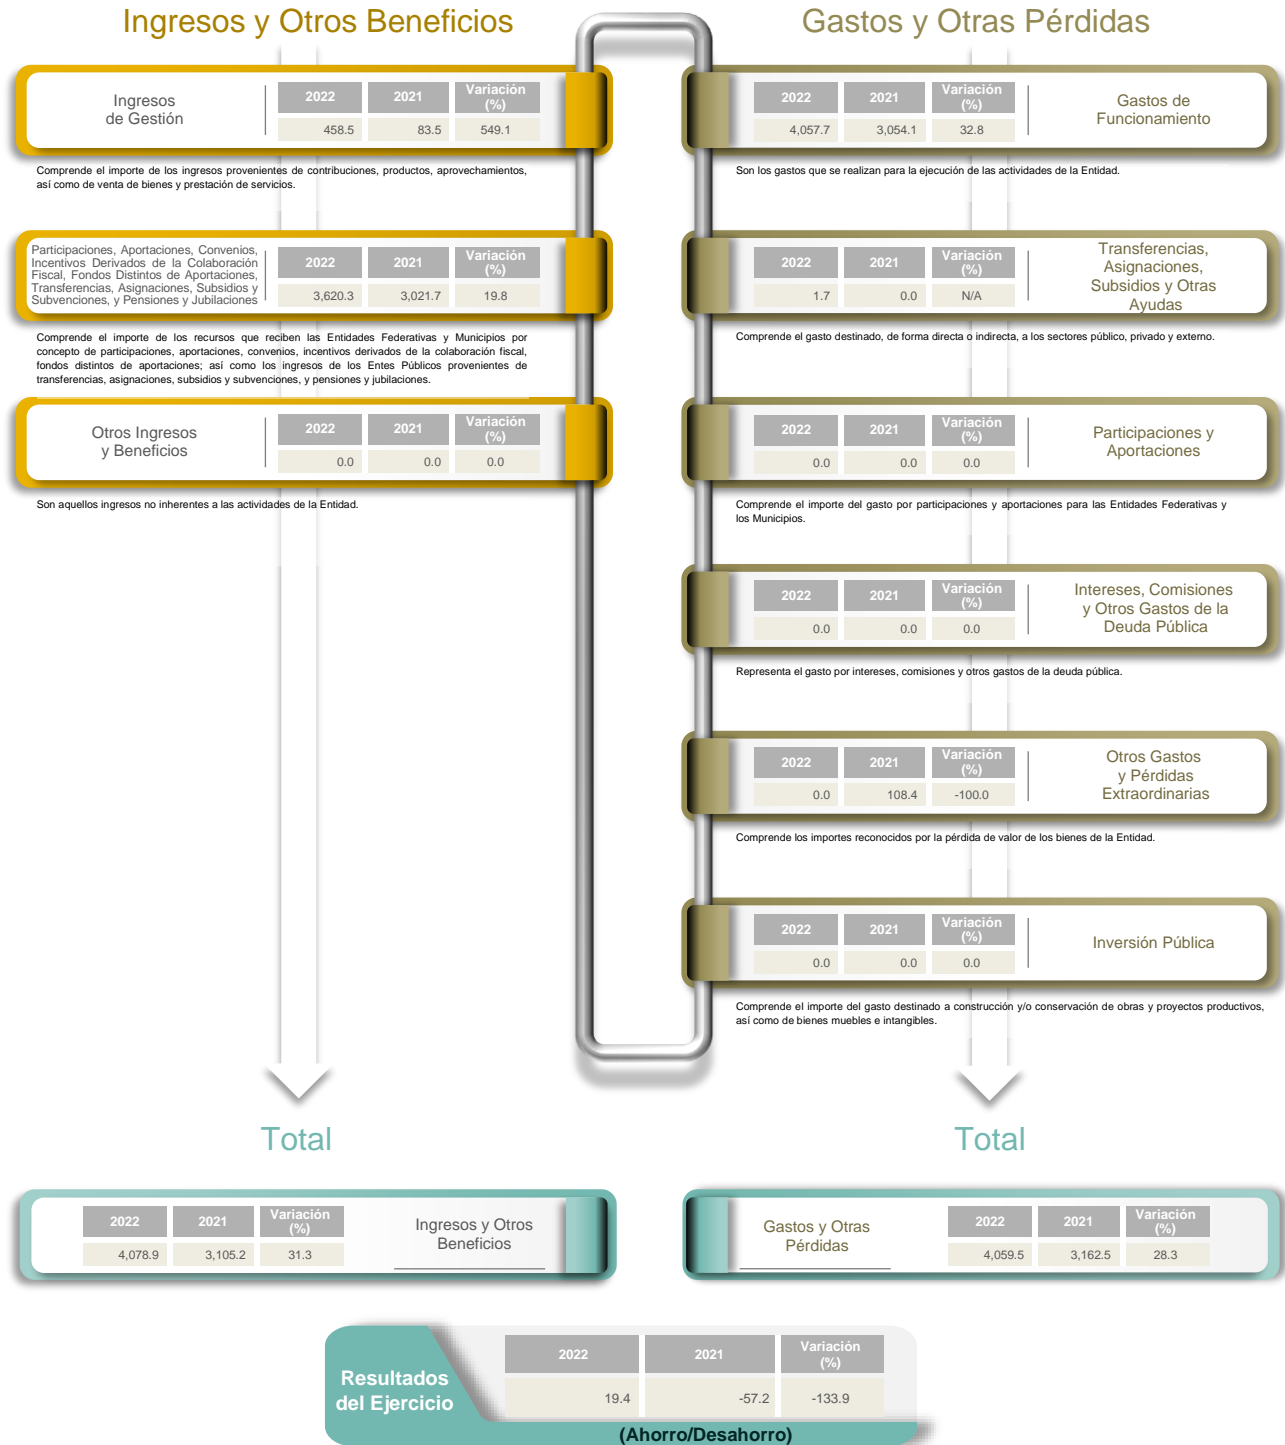 Ingresos y Otros Beneficios
Ingresos
de Gestión
2022 2021 Variación
(%)
458.5 83.5 549.1
Comprende el importe de los ingresos provenientes de contribuciones, productos, aprovechamientos,
así como de venta de bienes y prestación de servicios.
Participaciones, Aportaciones, Convenios,
Incentivos Derivados de la Colaboración
Fiscal, Fondos Distintos de Aportaciones,
Transferencias, Asignaciones, Subsidios y
Subvenciones, y Pensiones y Jubilaciones
2022 2021 Variación
(%)
3,620.3 3,021.7 19.8
Comprende el importe de los recursos que reciben las Entidades Federativas y Municipios por
concepto de participaciones, aportaciones, convenios, incentivos derivados de la colaboración fiscal,
fondos distintos de aportaciones; así como los ingresos de los Entes Públicos provenientes de
transferencias, asignaciones, subsidios y subvenciones, y pensiones y jubilaciones.
Otros Ingresos
y Beneficios
2022 2021 Variación
(%)
0.0 0.0 0.0
Son aquellos ingresos no inherentes a las actividades de la Entidad.
Gastos y Otras Pérdidas
2022 2021 Variación
(%)
4,057.7 3,054.1 32.8
Gastos de
Funcionamiento
Son los gastos que se realizan para la ejecución de las actividades de la Entidad.
2022 2021 Variación
(%)
1.7 0.0 N/A
Transferencias,
Asignaciones,
Subsidios y Otras
Ayudas
Comprende el gasto destinado, de forma directa o indirecta, a los sectores público, privado y externo.
2022 2021 Variación
(%)
0.0 0.0 0.0
Participaciones y
Aportaciones
Comprende el importe del gasto por participaciones y aportaciones para las Entidades Federativas y
los Municipios.
2022 2021 Variación
(%)
0.0 0.0 0.0
Intereses, Comisiones
y Otros Gastos de la
Deuda Pública
Representa el gasto por intereses, comisiones y otros gastos de la deuda pública.
2022 2021 Variación
(%)
0.0 108.4 -100.0
Otros Gastos
y Pérdidas
Extraordinarias
Comprende los importes reconocidos por la pérdida de valor de los bienes de la Entidad.
2022 2021 Variación
(%)
0.0 0.0 0.0
Inversión Pública
Comprende el importe del gasto destinado a construcción y/o conservación de obras y proyectos productivos,
así como de bienes muebles e intangibles.
Total
2022 2021 Variación
(%)
4,078.9 3,105.2 31.3
Ingresos y Otros
Beneficios
Total
Gastos y Otras
Pérdidas
2022 2021 Variación
(%)
4,059.5 3,162.5 28.3
Resultados
del Ejercicio
2022 2021 Variación
(%)
19.4 -57.2 -133.9
(Ahorro/Desahorro)